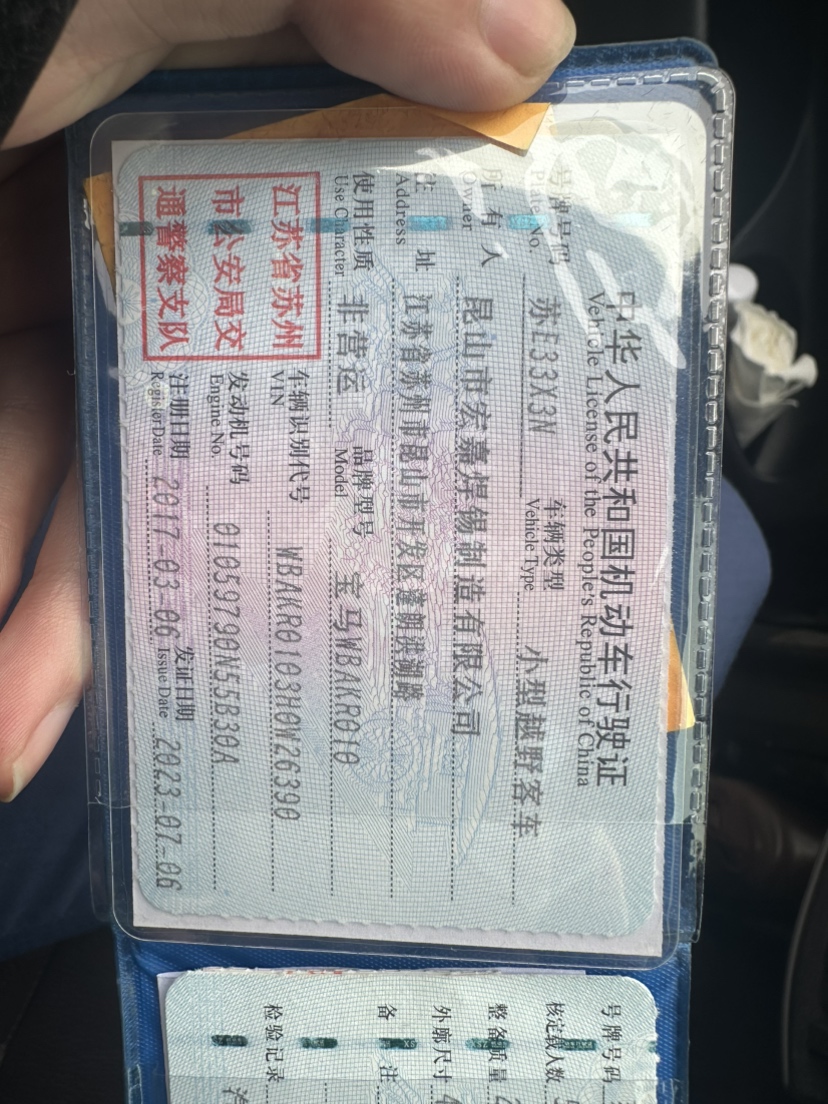 中华人民共和国机动车行驶证
Vehicle License of the People's Republic of China
号牌号码 苏E33X3N 车辆类型 小型越野客车
Plate No. Vehicle Type
所有人 昆山市宏嘉焊锡制造有限公司
Owner
住址 江苏省苏州市昆山市开发区蓬朗洪湖路
Address
使用性质 非营运 品牌型号 宝马WBAKR010
Use Character Model
江苏省苏州
市公安局交
通警察支队
车辆识别代号 WBAKR0103H0W26390
VIN
发动机号码 01059790N55B30A
Engine No.
注册日期 2017-03-06 发证日期 2023-07-06
Register Date Issue Date
号牌号码
核定载人数 5
整备质量 2
外廓尺寸 4
备注
检验记录